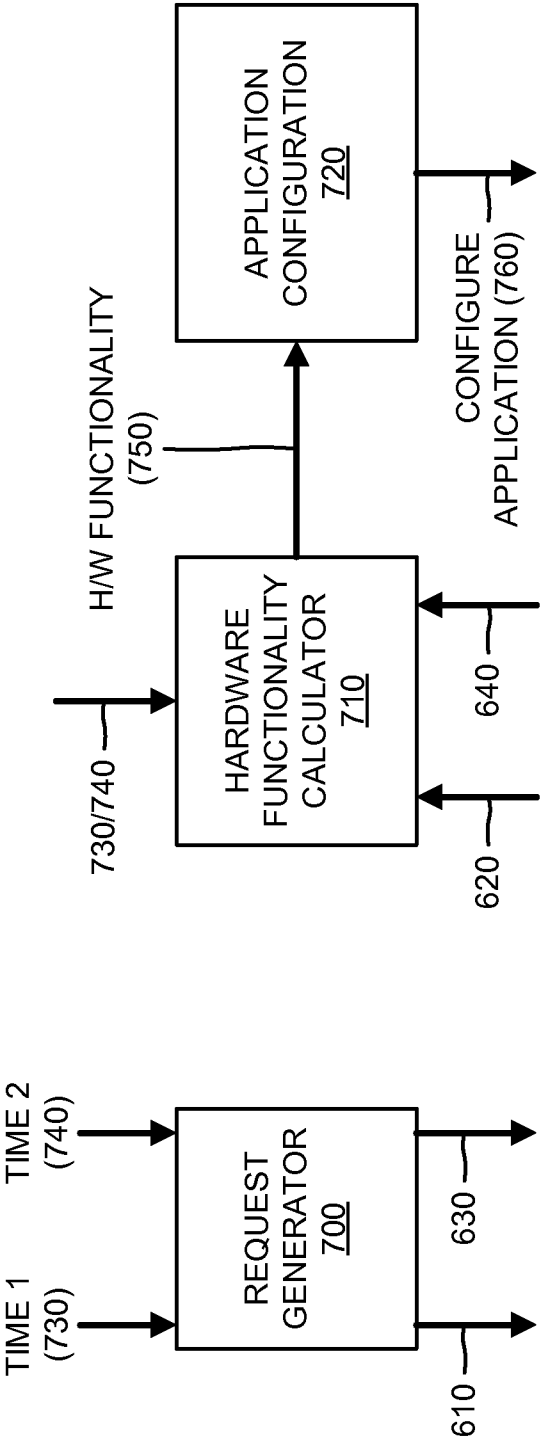 TIME 1
(730)
TIME 2
(740)
REQUEST
GENERATOR
700
610
630
730/740
HARDWARE
FUNCTIONALITY
CALCULATOR
710
620
640
H/W FUNCTIONALITY
(750)
APPLICATION
CONFIGURATION
720
CONFIGURE
APPLICATION (760)